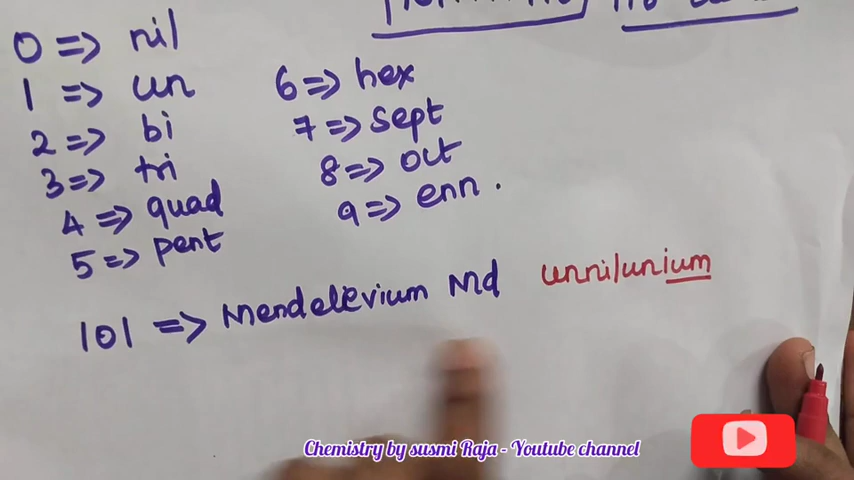 0 => nil
1 => un
2 => bi
3 => tri
4 => quad
5 => pent
6 => hex
7 => sept
8 => oct
9 => enn .
101 => Mendelevium Md unnilunium
Chemistry by susmi Raja - Youtube channel